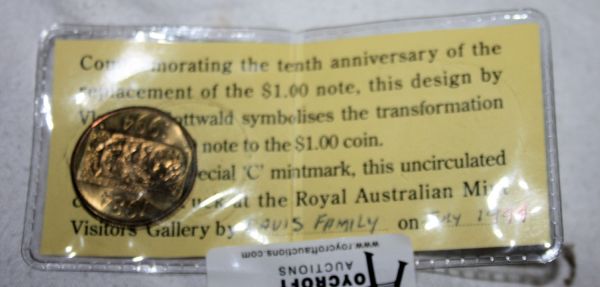 Commemorating the tenth anniversary of the
replacement of the $1.00 note, this design by
symbolises the transformation
note to the $1.00 coin.
'C' mintmark, this uncirculated
at the Royal Australian Mint
Visitors Gallery by DAVIS FAMILY on
www.roycroftauctions.com
AUCTIONS
ROYCROFT